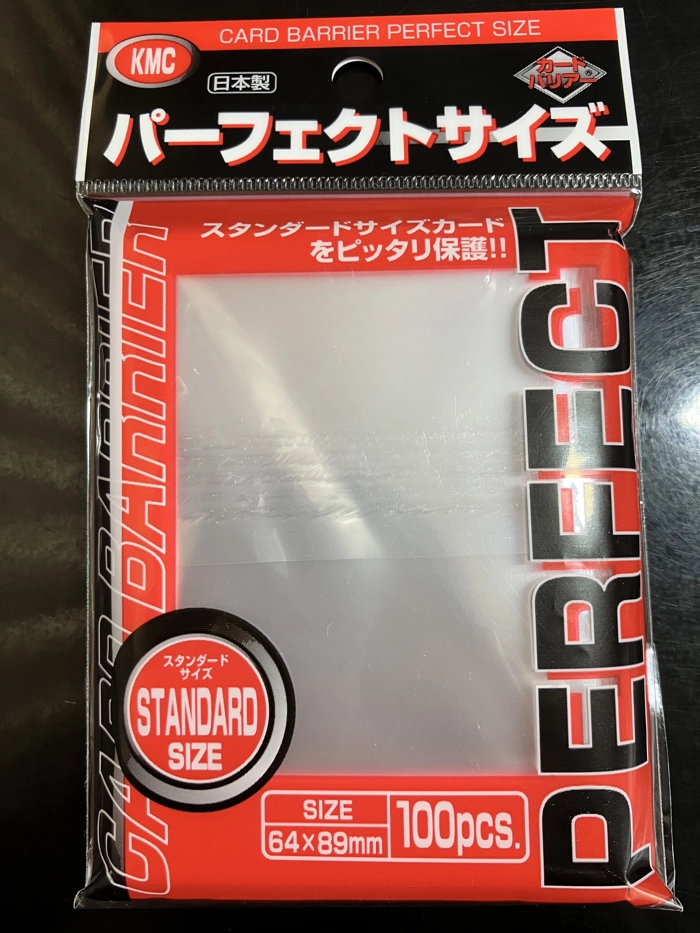 CARD BARRIER PERFECT SIZE
KMC
日本製
カード
バリアー
パーフェクトサイズ
スタンダードサイズカード
をピッタリ保護!!
CARD BARRIER
PERFECT
スタンダード
サイズ
STANDARD
SIZE
SIZE
64×89mm
100pcs.